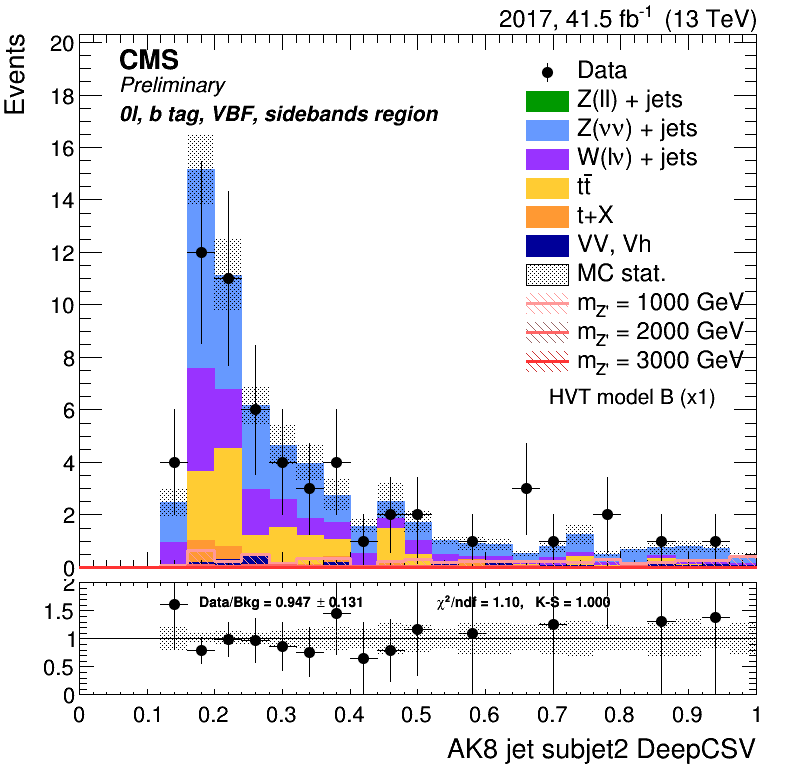 2017, 41.5 fb⁻¹ (13 TeV)
Events
CMS
Preliminary
0l, b tag, VBF, sidebands region
Data
Z(ll) + jets
Z(νν) + jets
W(lν) + jets
tt̄
t+X
VV, Vh
MC stat.
m_Z' = 1000 GeV
m_Z' = 2000 GeV
m_Z' = 3000 GeV
HVT model B (x1)
20
18
16
14
12
10
8
6
4
2
0
Data/Bkg = 0.947 ± 0.131 χ²/ndf = 1.10, K-S = 1.000
2
1.5
1
0.5
0
0 0.1 0.2 0.3 0.4 0.5 0.6 0.7 0.8 0.9 1
AK8 jet subjet2 DeepCSV